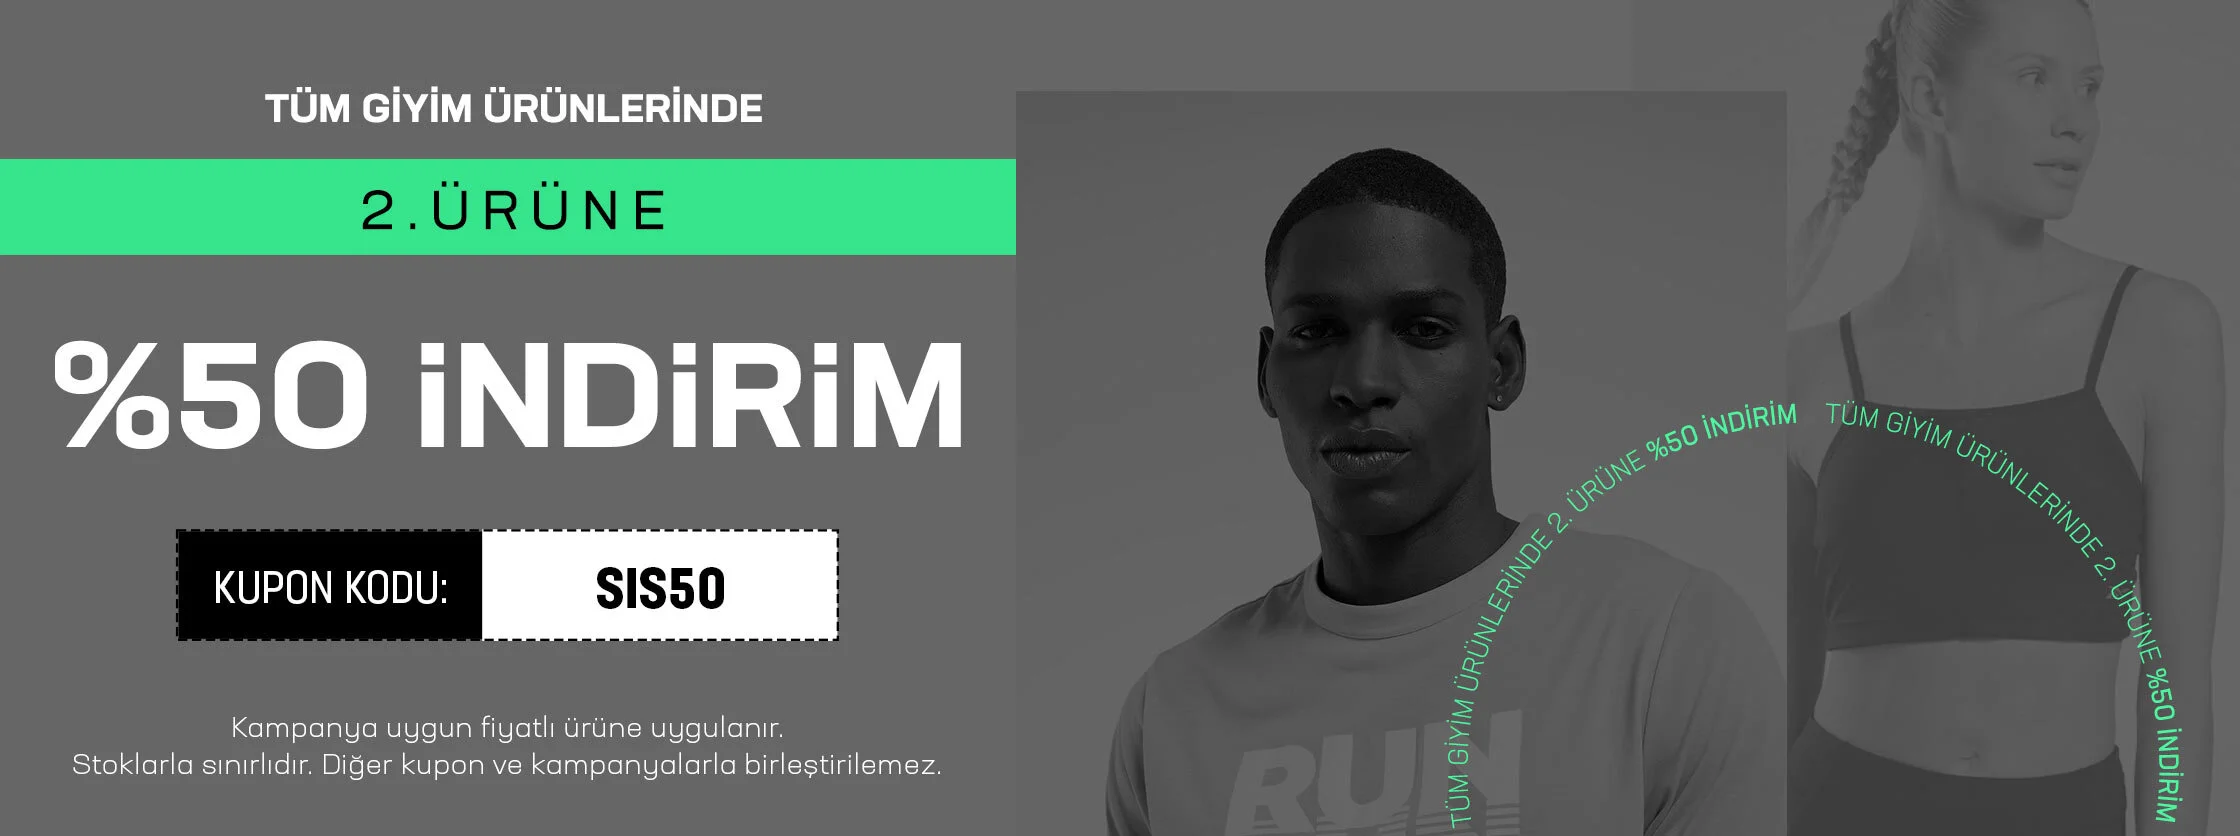 TÜM GİYİM ÜRÜNLERİNDE
2.ÜRÜNE
%50 İNDİRİM
KUPON KODU: SIS50
Kampanya uygun fiyatlı ürüne uygulanır.
Stoklarla sınırlıdır. Diğer kupon ve kampanyalarla birleştirilemez.
RUN
TÜM GİYİM ÜRÜNLERİNDE 2. ÜRÜNE %50 İNDİRİM
TÜM GİYİM ÜRÜNLERİNDE 2. ÜRÜNE %50 İNDİRİM